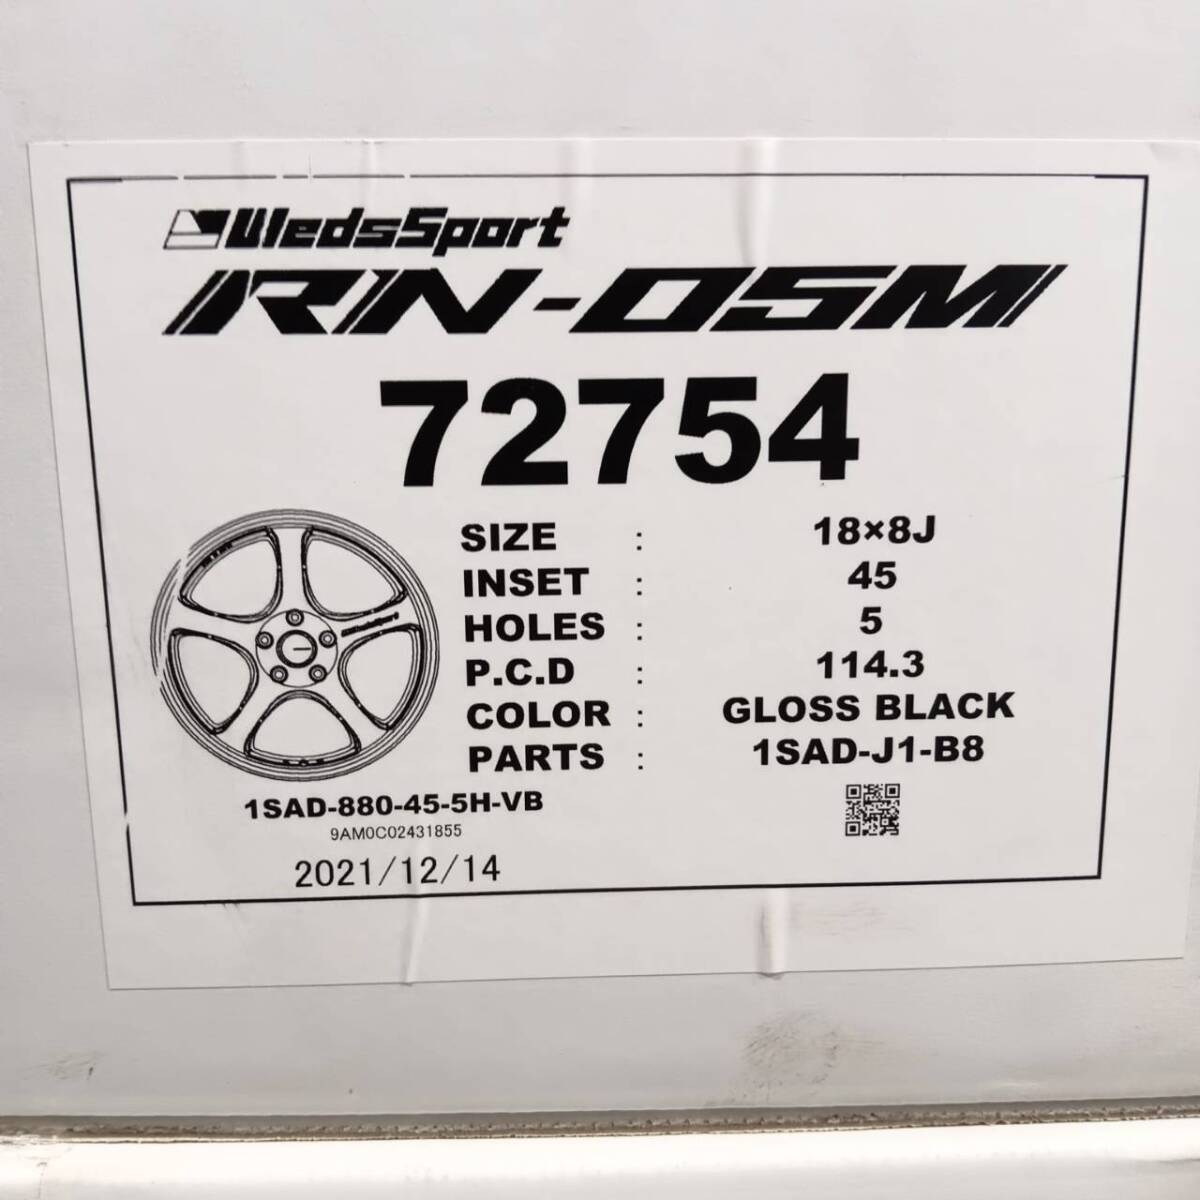 WedsSport
RN-05M
72754
SIZE : 18×8J
INSET : 45
HOLES : 5
P.C.D : 114.3
COLOR : GLOSS BLACK
PARTS : 1SAD-J1-B8
WedsSport
1SAD-880-45-5H-VB
9AM0C02431855
2021/12/14